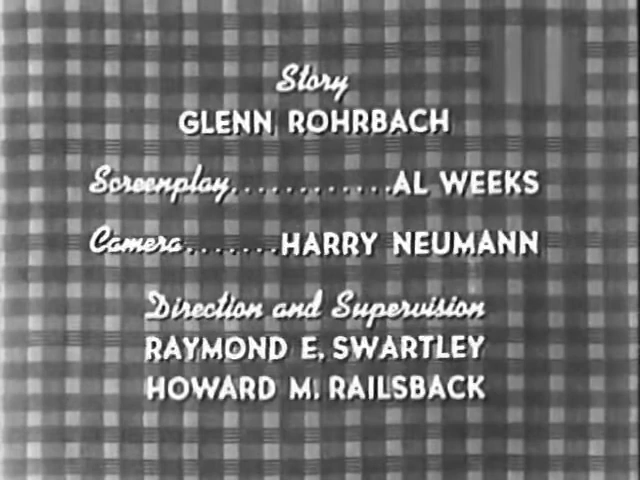 Story
GLENN ROHRBACH
Screenplay............AL WEEKS
Camera.......HARRY NEUMANN
Direction and Supervision
RAYMOND E. SWARTLEY
HOWARD M. RAILSBACK